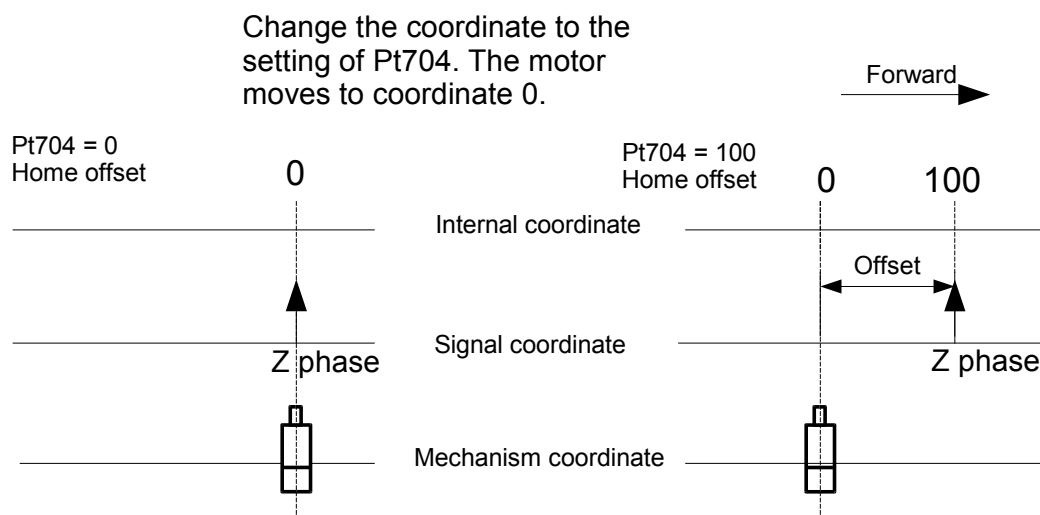 Change the coordinate to the
setting of Pt704. The motor
moves to coordinate 0.
Forward
Pt704 = 0
Home offset
0
Pt704 = 100
Home offset
0
100
Internal coordinate
Offset
Signal coordinate
Z phase
Z phase
Mechanism coordinate